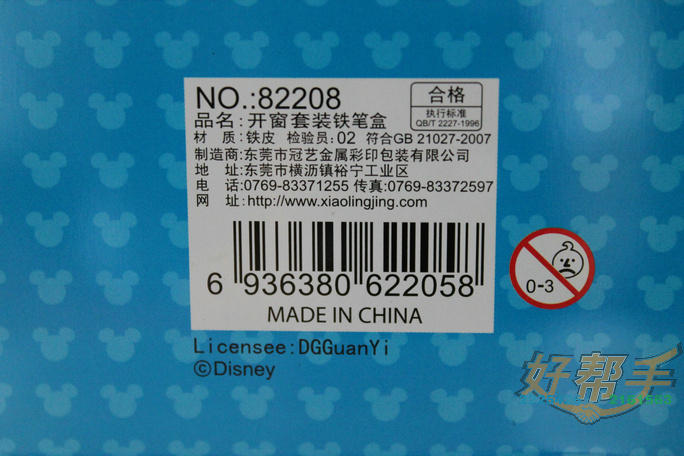 NO.:82208
合格
执行标准
QB/T 2227-1996
品名:开窗套装铁笔盒
材 质:铁皮 检验员:02 符合GB 21027-2007
制造商:东莞市冠艺金属彩印包装有限公司
地 址:东莞市横沥镇裕宁工业区
电 话:0769-83371255 传真:0769-83372597
网 址:http://www.xiaolingjing.com
6 936380 622058
MADE IN CHINA
0-3
Licensee:DGGuanYi
©Disney
好帮手